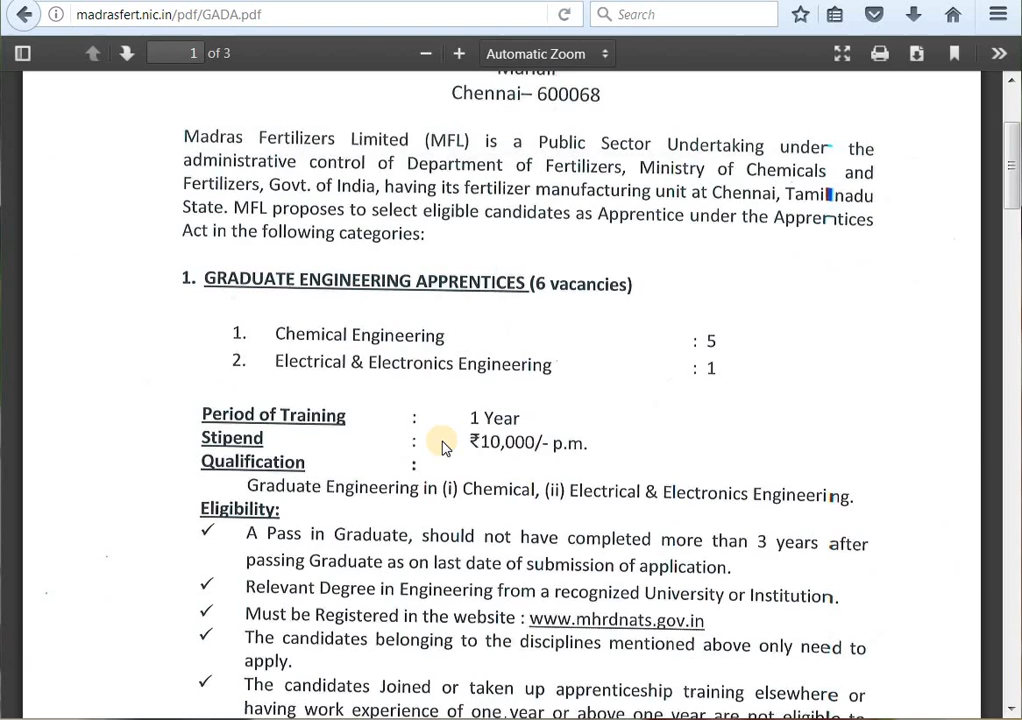 madrasfert.nic.in/pdf/GADA.pdf
Search
1 of 3
Automatic Zoom
Manali
Chennai– 600068
Madras Fertilizers Limited (MFL) is a Public Sector Undertaking under the
administrative control of Department of Fertilizers, Ministry of Chemicals and
Fertilizers, Govt. of India, having its fertilizer manufacturing unit at Chennai, Tamilnadu
State. MFL proposes to select eligible candidates as Apprentice under the Apprentices
Act in the following categories:
1. GRADUATE ENGINEERING APPRENTICES (6 vacancies)
1. Chemical Engineering : 5
2. Electrical & Electronics Engineering : 1
Period of Training : 1 Year
Stipend : ₹10,000/- p.m.
Qualification :
Graduate Engineering in (i) Chemical, (ii) Electrical & Electronics Engineering.
Eligibility:
✓ A Pass in Graduate, should not have completed more than 3 years after
passing Graduate as on last date of submission of application.
✓ Relevant Degree in Engineering from a recognized University or Institution.
✓ Must be Registered in the website : www.mhrdnats.gov.in
✓ The candidates belonging to the disciplines mentioned above only need to
apply.
✓ The candidates Joined or taken up apprenticeship training elsewhere or
having work experience of one year or above one year are not eligible to